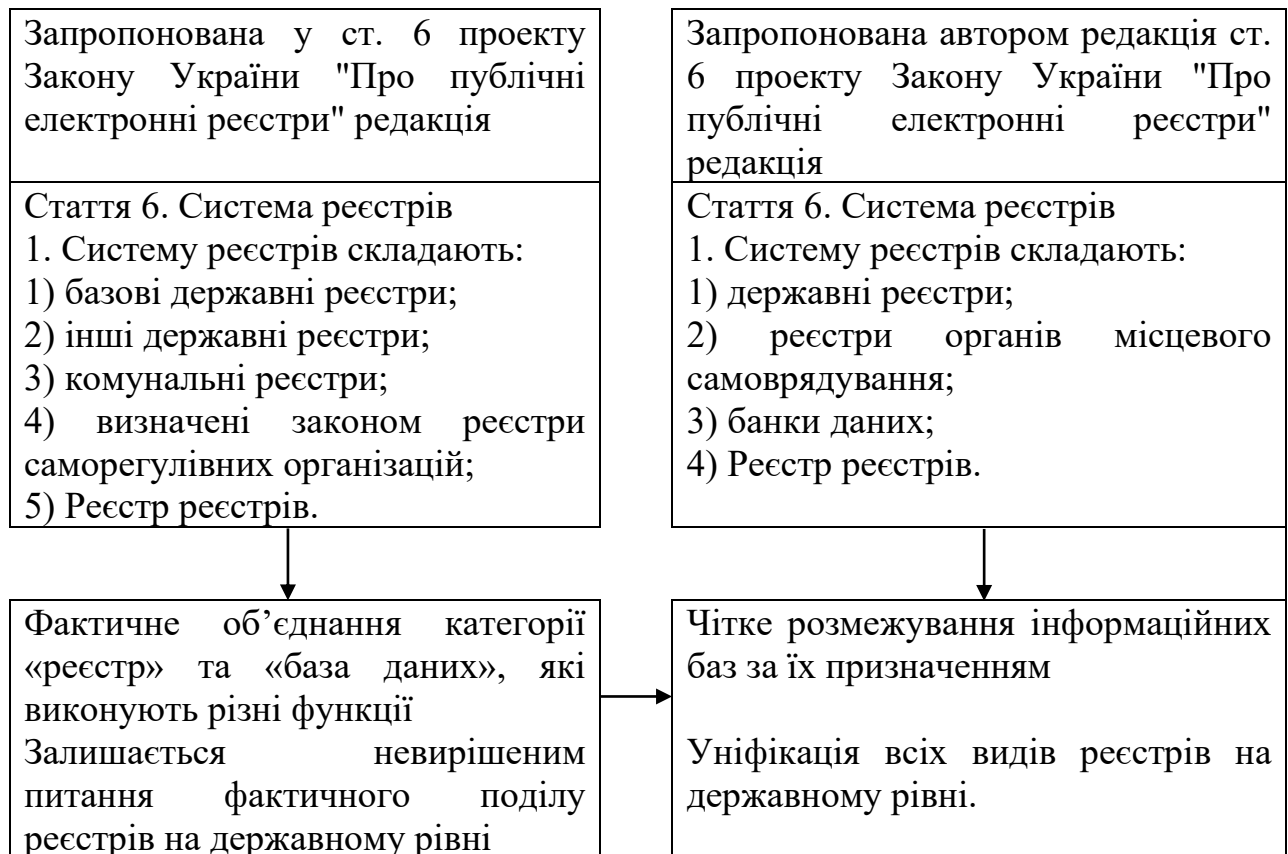 Запропонована у ст. 6 проекту
Закону України "Про публічні
електронні реєстри" редакція
Запропонована автором редакція ст.
6 проекту Закону України "Про
публічні електронні реєстри"
редакція
Стаття 6. Система реєстрів
1. Систему реєстрів складають:
1) базові державні реєстри;
2) інші державні реєстри;
3) комунальні реєстри;
4) визначені законом реєстри
саморегулівних організацій;
5) Реєстр реєстрів.
Стаття 6. Система реєстрів
1. Систему реєстрів складають:
1) державні реєстри;
2) реєстри органів місцевого
самоврядування;
3) банки даних;
4) Реєстр реєстрів.
Фактичне об’єднання категорії
«реєстр» та «база даних», які
виконують різні функції
Залишається невирішеним
питання фактичного поділу
реєстрів на державному рівні
Чітке розмежування інформаційних
баз за їх призначенням
Уніфікація всіх видів реєстрів на
державному рівні.